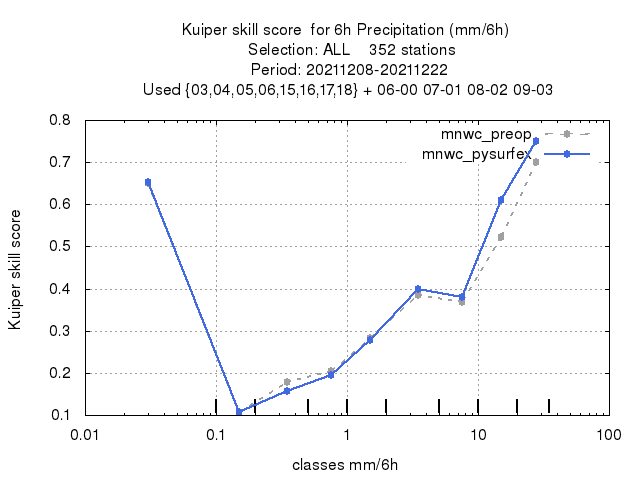 Kuiper skill score  for 6h Precipitation (mm/6h)
Selection: ALL    352 stations
Period: 20211208-20211222
Used {03,04,05,06,15,16,17,18} + 06-00 07-01 08-02 09-03
mnwc_preop
mnwc_pysurfex
0.8
0.7
0.6
0.5
0.4
0.3
0.2
0.1
Kuiper skill score
0.01 0.1 1 10 100
classes mm/6h